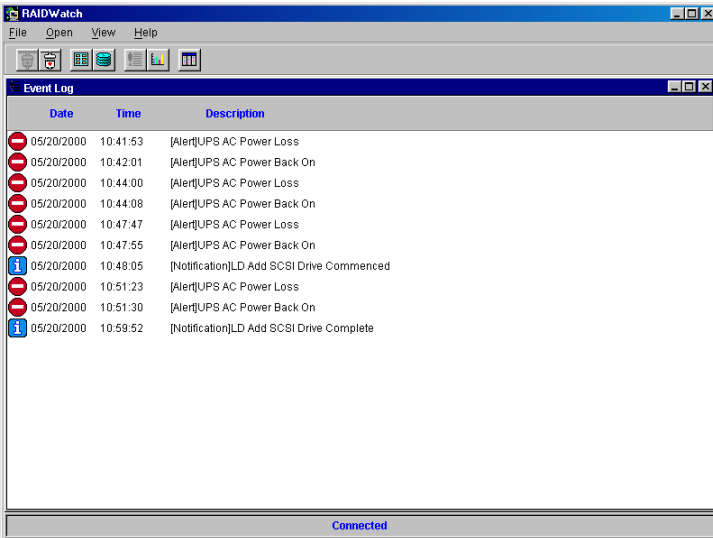 RAIDWatch
File Open View Help
Event Log
Date Time Description
05/20/2000 10:41:53 [Alert]UPS AC Power Loss
05/20/2000 10:42:01 [Alert]UPS AC Power Back On
05/20/2000 10:44:00 [Alert]UPS AC Power Loss
05/20/2000 10:44:08 [Alert]UPS AC Power Back On
05/20/2000 10:47:47 [Alert]UPS AC Power Loss
05/20/2000 10:47:55 [Alert]UPS AC Power Back On
05/20/2000 10:48:05 [Notification]LD Add SCSI Drive Commenced
05/20/2000 10:51:23 [Alert]UPS AC Power Loss
05/20/2000 10:51:30 [Alert]UPS AC Power Back On
05/20/2000 10:59:52 [Notification]LD Add SCSI Drive Complete
Connected